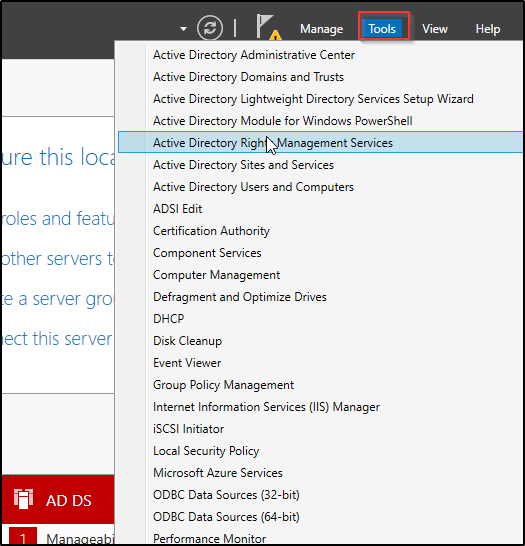 Manage Tools View Help
Active Directory Administrative Center
Active Directory Domains and Trusts
Active Directory Lightweight Directory Services Setup Wizard
Active Directory Module for Windows PowerShell
Active Directory Rights Management Services
Active Directory Sites and Services
Active Directory Users and Computers
ADSI Edit
Certification Authority
Component Services
Computer Management
Defragment and Optimize Drives
DHCP
Disk Cleanup
Event Viewer
Group Policy Management
Internet Information Services (IIS) Manager
iSCSI Initiator
Local Security Policy
Microsoft Azure Services
ODBC Data Sources (32-bit)
ODBC Data Sources (64-bit)
Performance Monitor
ure this loca
roles and featu
other servers to
te a server grou
nect this server
AD DS
1 Manageabi